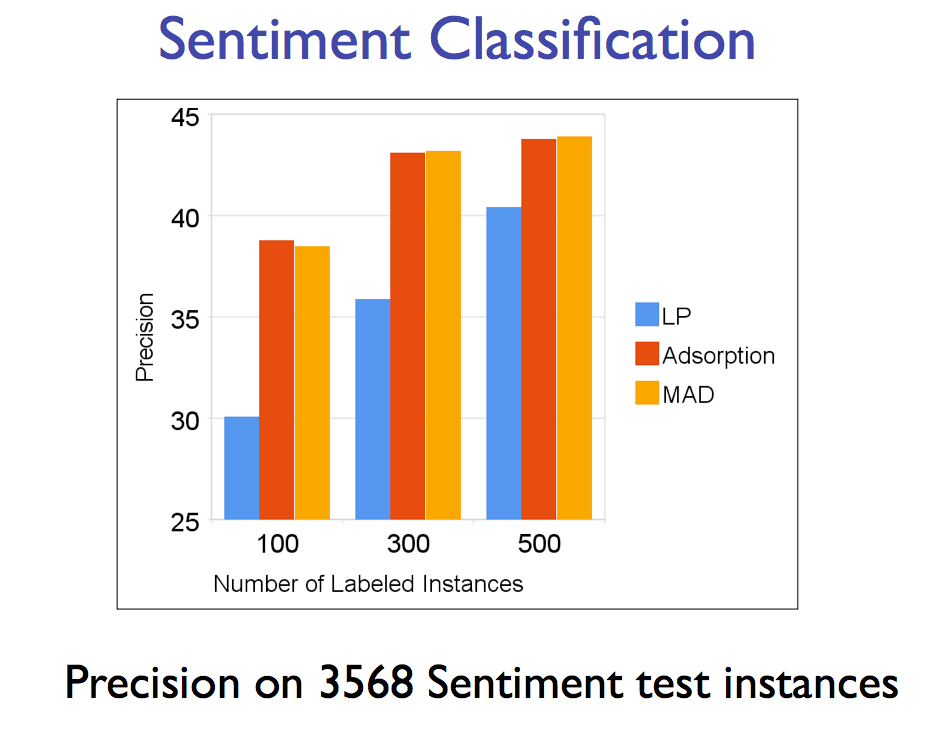 Sentiment Classification
45
40
35
30
25
Precision
100 300 500
Number of Labeled Instances
LP
Adsorption
MAD
Precision on 3568 Sentiment test instances